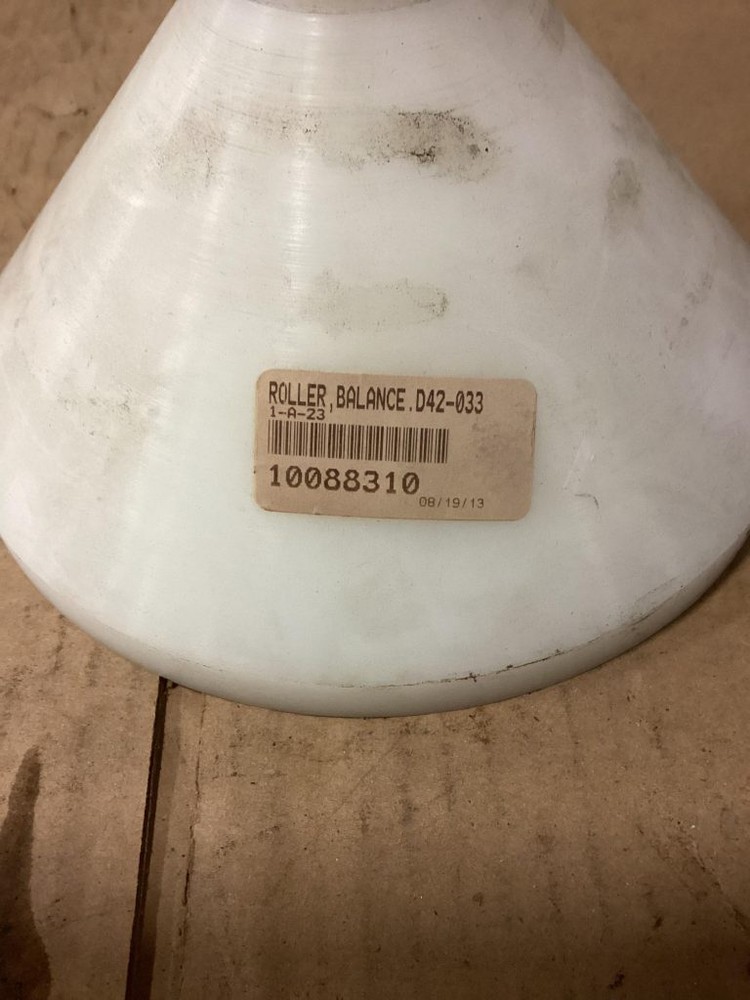 ROLLER,BALANCE.D42-033
1-A-23
10088310
08/19/13